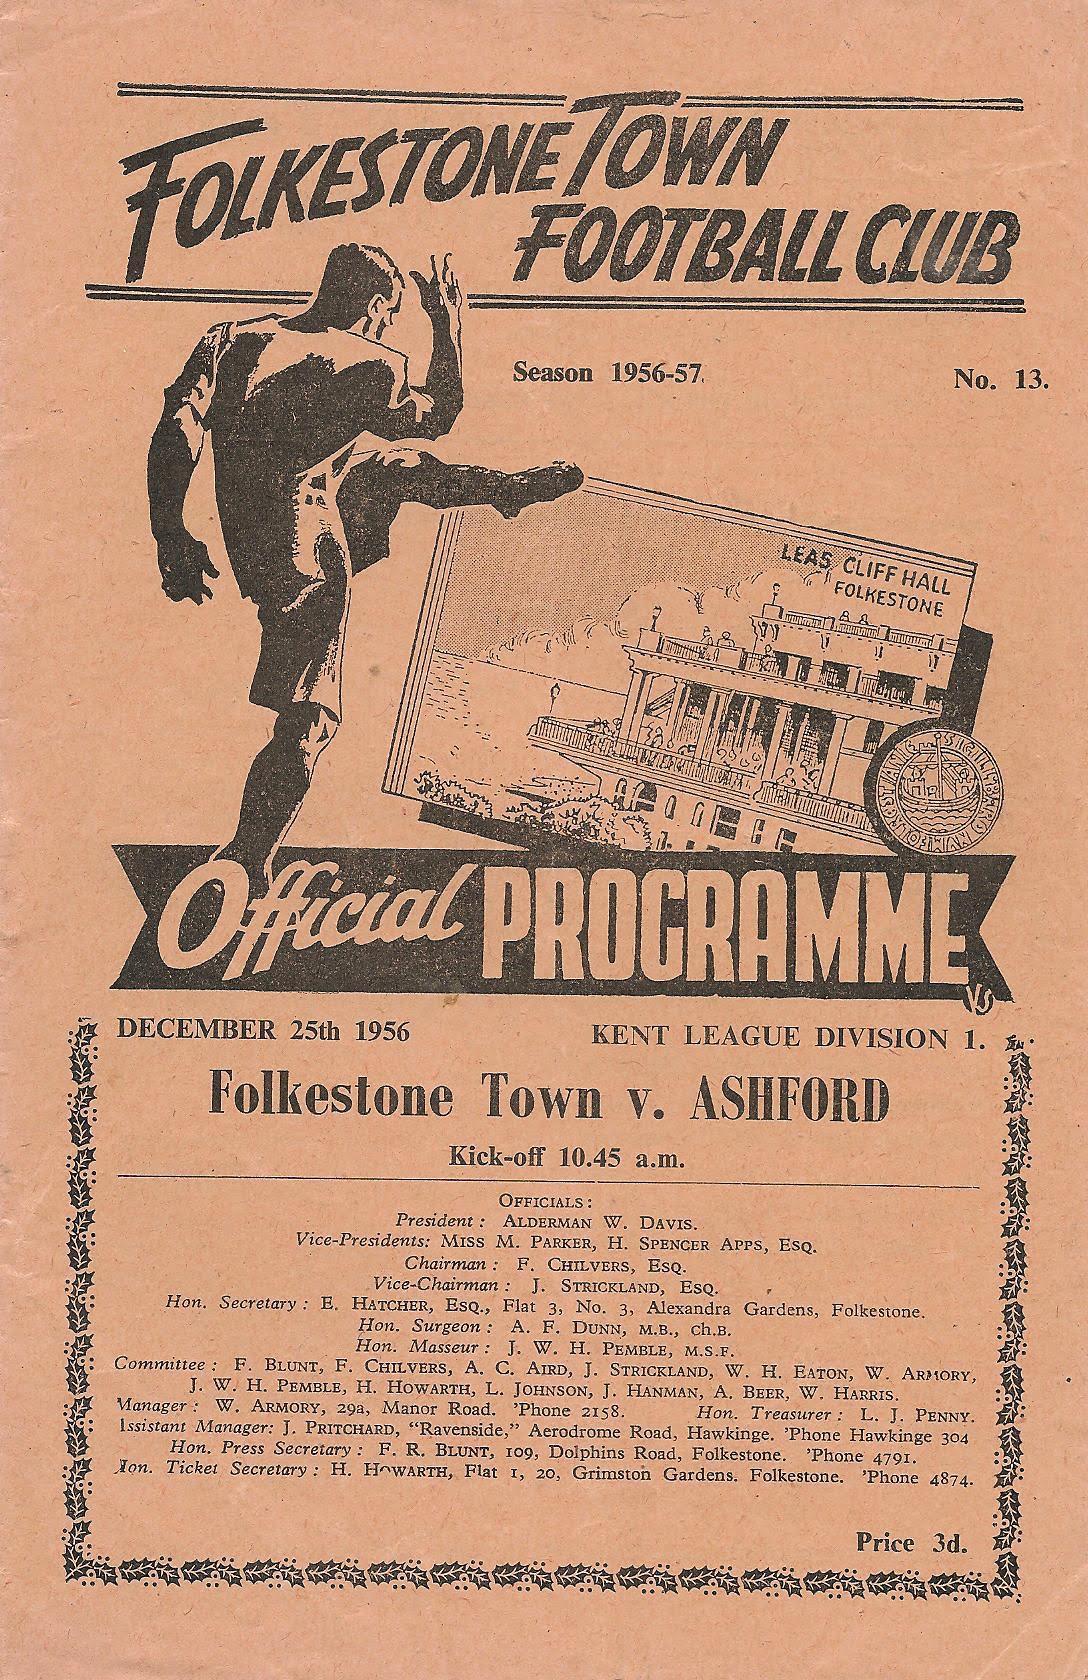 FOLKESTONE TOWN
FOOTBALL CLUB
Season 1956-57.
No. 13.
LEAS CLIFF HALL
FOLKESTONE
Official PROGRAMME
VS
DECEMBER 25th 1956
KENT LEAGUE DIVISION 1.
Folkestone Town v. ASHFORD
Kick-off 10.45 a.m.
OFFICIALS:
President: ALDERMAN W. DAVIS.
Vice-Presidents: MISS M. PARKER, H. SPENCER APPS, ESQ.
Chairman: F. CHILVERS, ESQ.
Vice-Chairman: J. STRICKLAND, ESQ.
Hon. Secretary: E. HATCHER, ESQ., Flat 3, No. 3, Alexandra Gardens, Folkestone.
Hon. Surgeon: A. F. DUNN, M.B., Ch.B.
Hon. Masseur: J. W. H. PEMBLE, M.S.F.
Committee: F. BLUNT, F. CHILVERS, A. C. AIRD, J. STRICKLAND, W. H. EATON, W. ARMORY,
J. W. H. PEMBLE, H. HOWARTH, L. JOHNSON, J. HANMAN, A. BEER, W. HARRIS.
Manager: W. ARMORY, 29a, Manor Road. 'Phone 2158. Hon. Treasurer: L. J. PENNY.
Assistant Manager: J. PRITCHARD, "Ravenside," Aerodrome Road, Hawkinge. 'Phone Hawkinge 304
Hon. Press Secretary: F. R. BLUNT, 109, Dolphins Road, Folkestone. 'Phone 4791.
Hon. Ticket Secretary: H. HOWARTH, Flat 1, 20, Grimston Gardens. Folkestone. 'Phone 4874.
Price 3d.